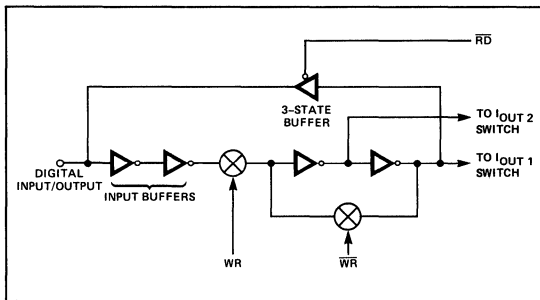 RD
3-STATE
BUFFER
TO IOUT 2
SWITCH
DIGITAL
INPUT/OUTPUT
INPUT BUFFERS
TO IOUT 1
SWITCH
WR
WR